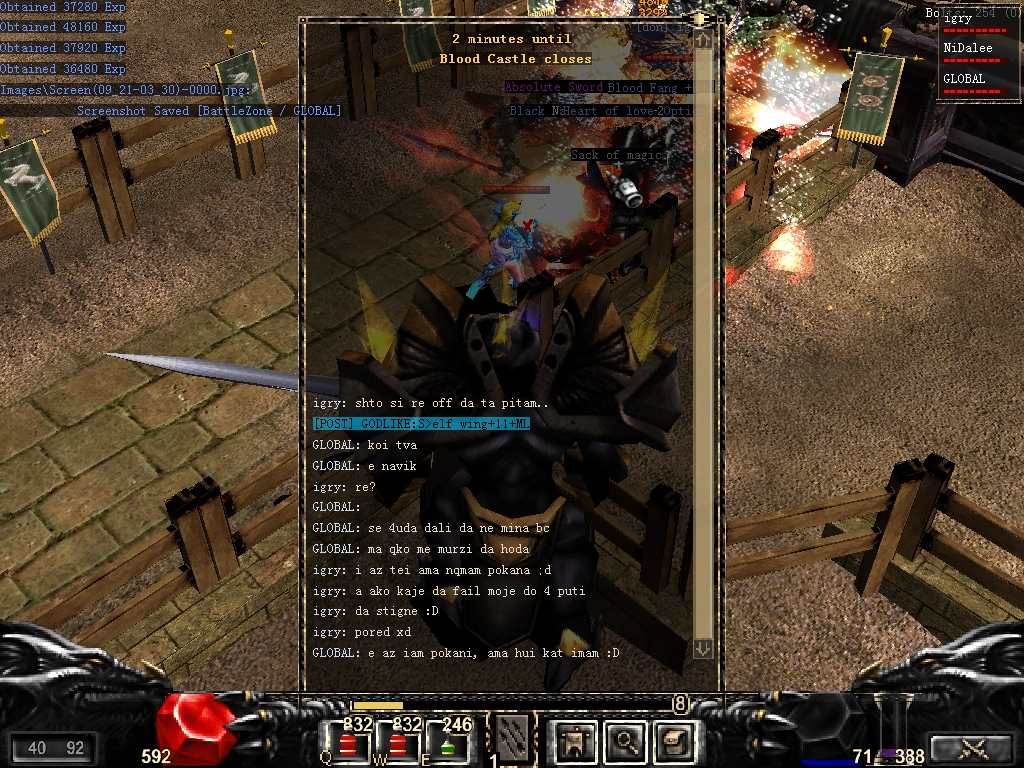 Obtained 37280 Exp
Obtained 48160 Exp
Obtained 37920 Exp
Obtained 36480 Exp
Images\Screen(09_21-03_30)-0000.jpg:
Screenshot Saved [BattleZone / GLOBAL]
2 minutes until
Blood Castle closes
[don]
Absolute Sword Blood Fang +
Black Heart of love
Sack of magic
Bolts: 254 (0)
igry
NiDalee
GLOBAL
igry: shto si re off da ta pitam..
[POST] GODLIKE:S>elf wing+11+ML
GLOBAL: koi tva
GLOBAL: e navik
igry: re?
GLOBAL:
GLOBAL: se 4uda dali da ne mina bc
GLOBAL: ma qko me murzi da hoda
igry: i az tei ama nqmam pokana ;d
igry: a ako kaje da fail moje do 4 puti
igry: da stigne :D
igry: pored xd
GLOBAL: e az iam pokani, ama hui kat imam :D
8
832 832 246
Q W E 1
40 92
592
71
388